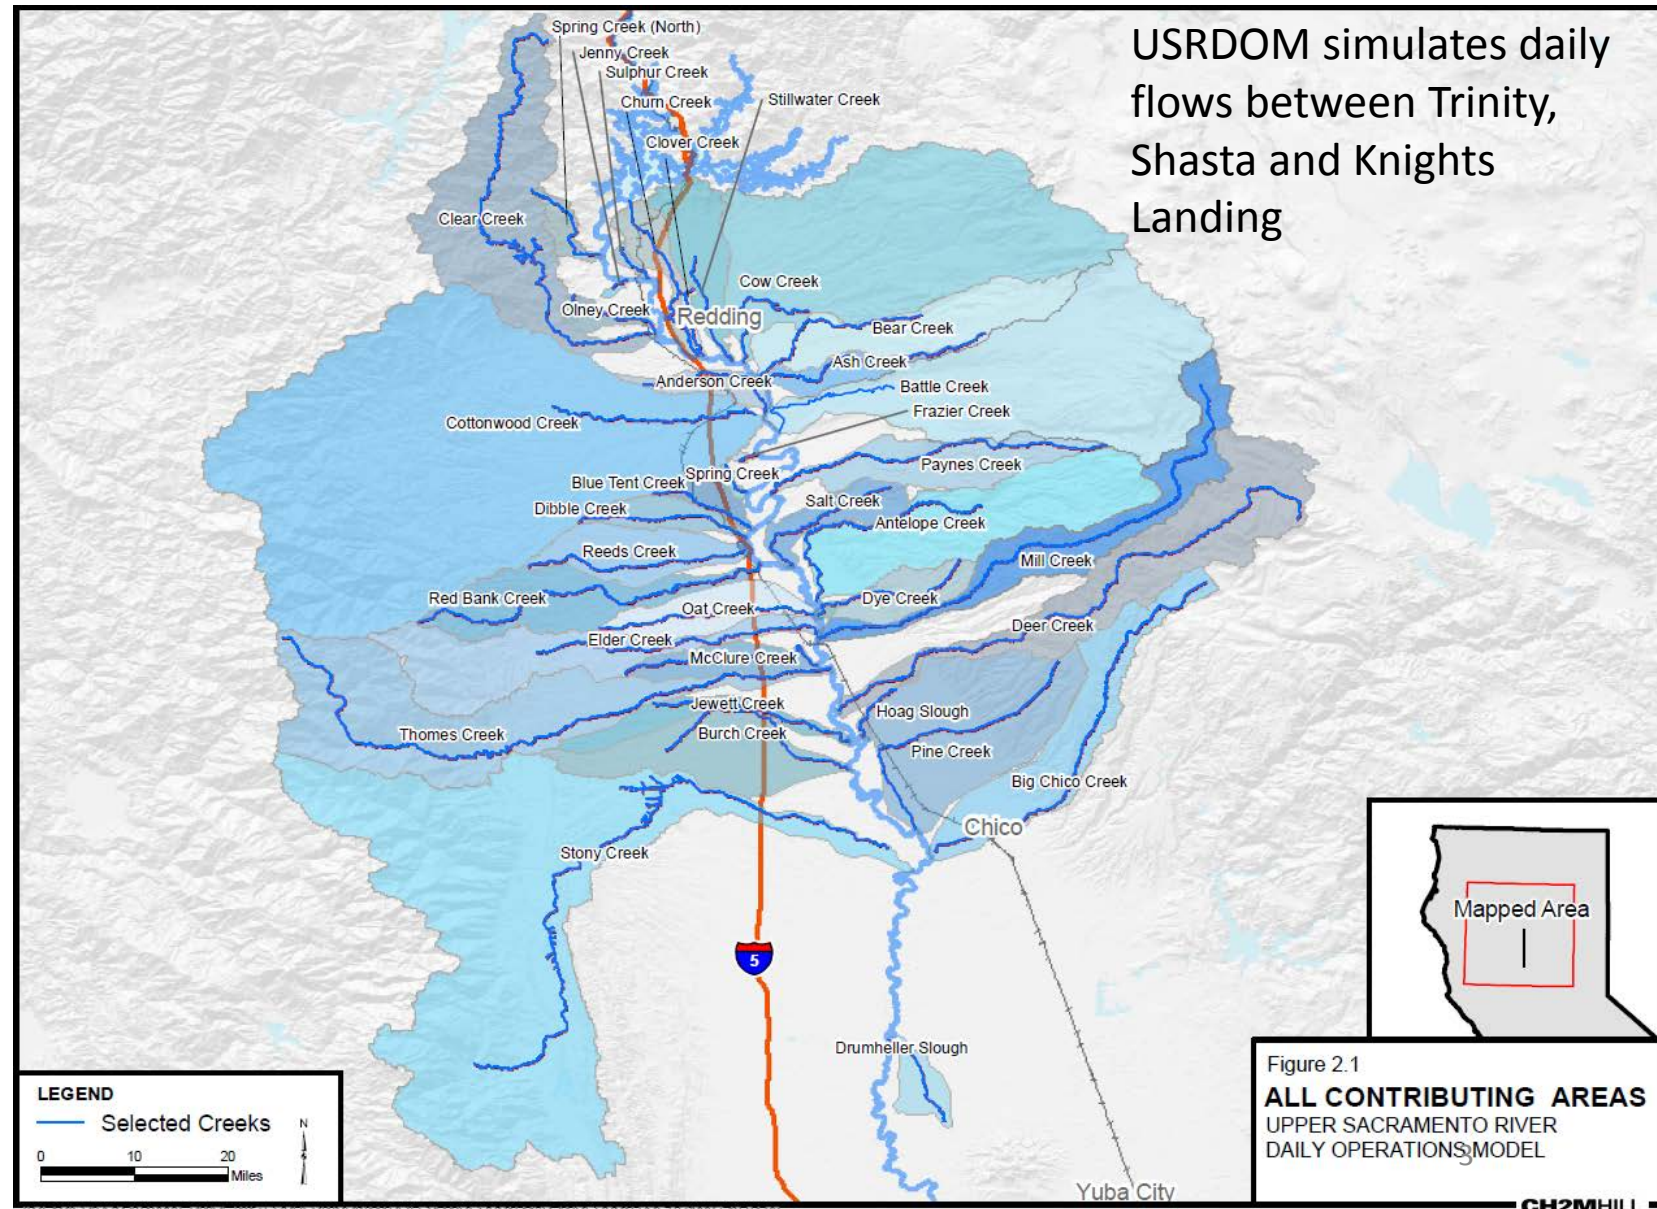 USRDOM simulates daily
flows between Trinity,
Shasta and Knights
Landing
Spring Creek (North)
Jenny Creek
Sulphur Creek
Churn Creek
Stillwater Creek
Clover Creek
Clear Creek
Cow Creek
Olney Creek
Redding
Bear Creek
Ash Creek
Anderson Creek
Battle Creek
Frazier Creek
Cottonwood Creek
Paynes Creek
Spring Creek
Blue Tent Creek
Salt Creek
Dibble Creek
Antelope Creek
Reeds Creek
Mill Creek
Red Bank Creek
Dye Creek
Oat Creek
Deer Creek
Elder Creek
McClure Creek
Jewett Creek
Hoag Slough
Thomes Creek
Burch Creek
Pine Creek
Big Chico Creek
Chico
Stony Creek
5
Drumheller Slough
Yuba City
Mapped Area
LEGEND
Selected Creeks
N
0 10 20
Miles
Figure 2.1
ALL CONTRIBUTING AREAS
UPPER SACRAMENTO RIVER
DAILY OPERATIONS MODEL
3
CH2MHILL